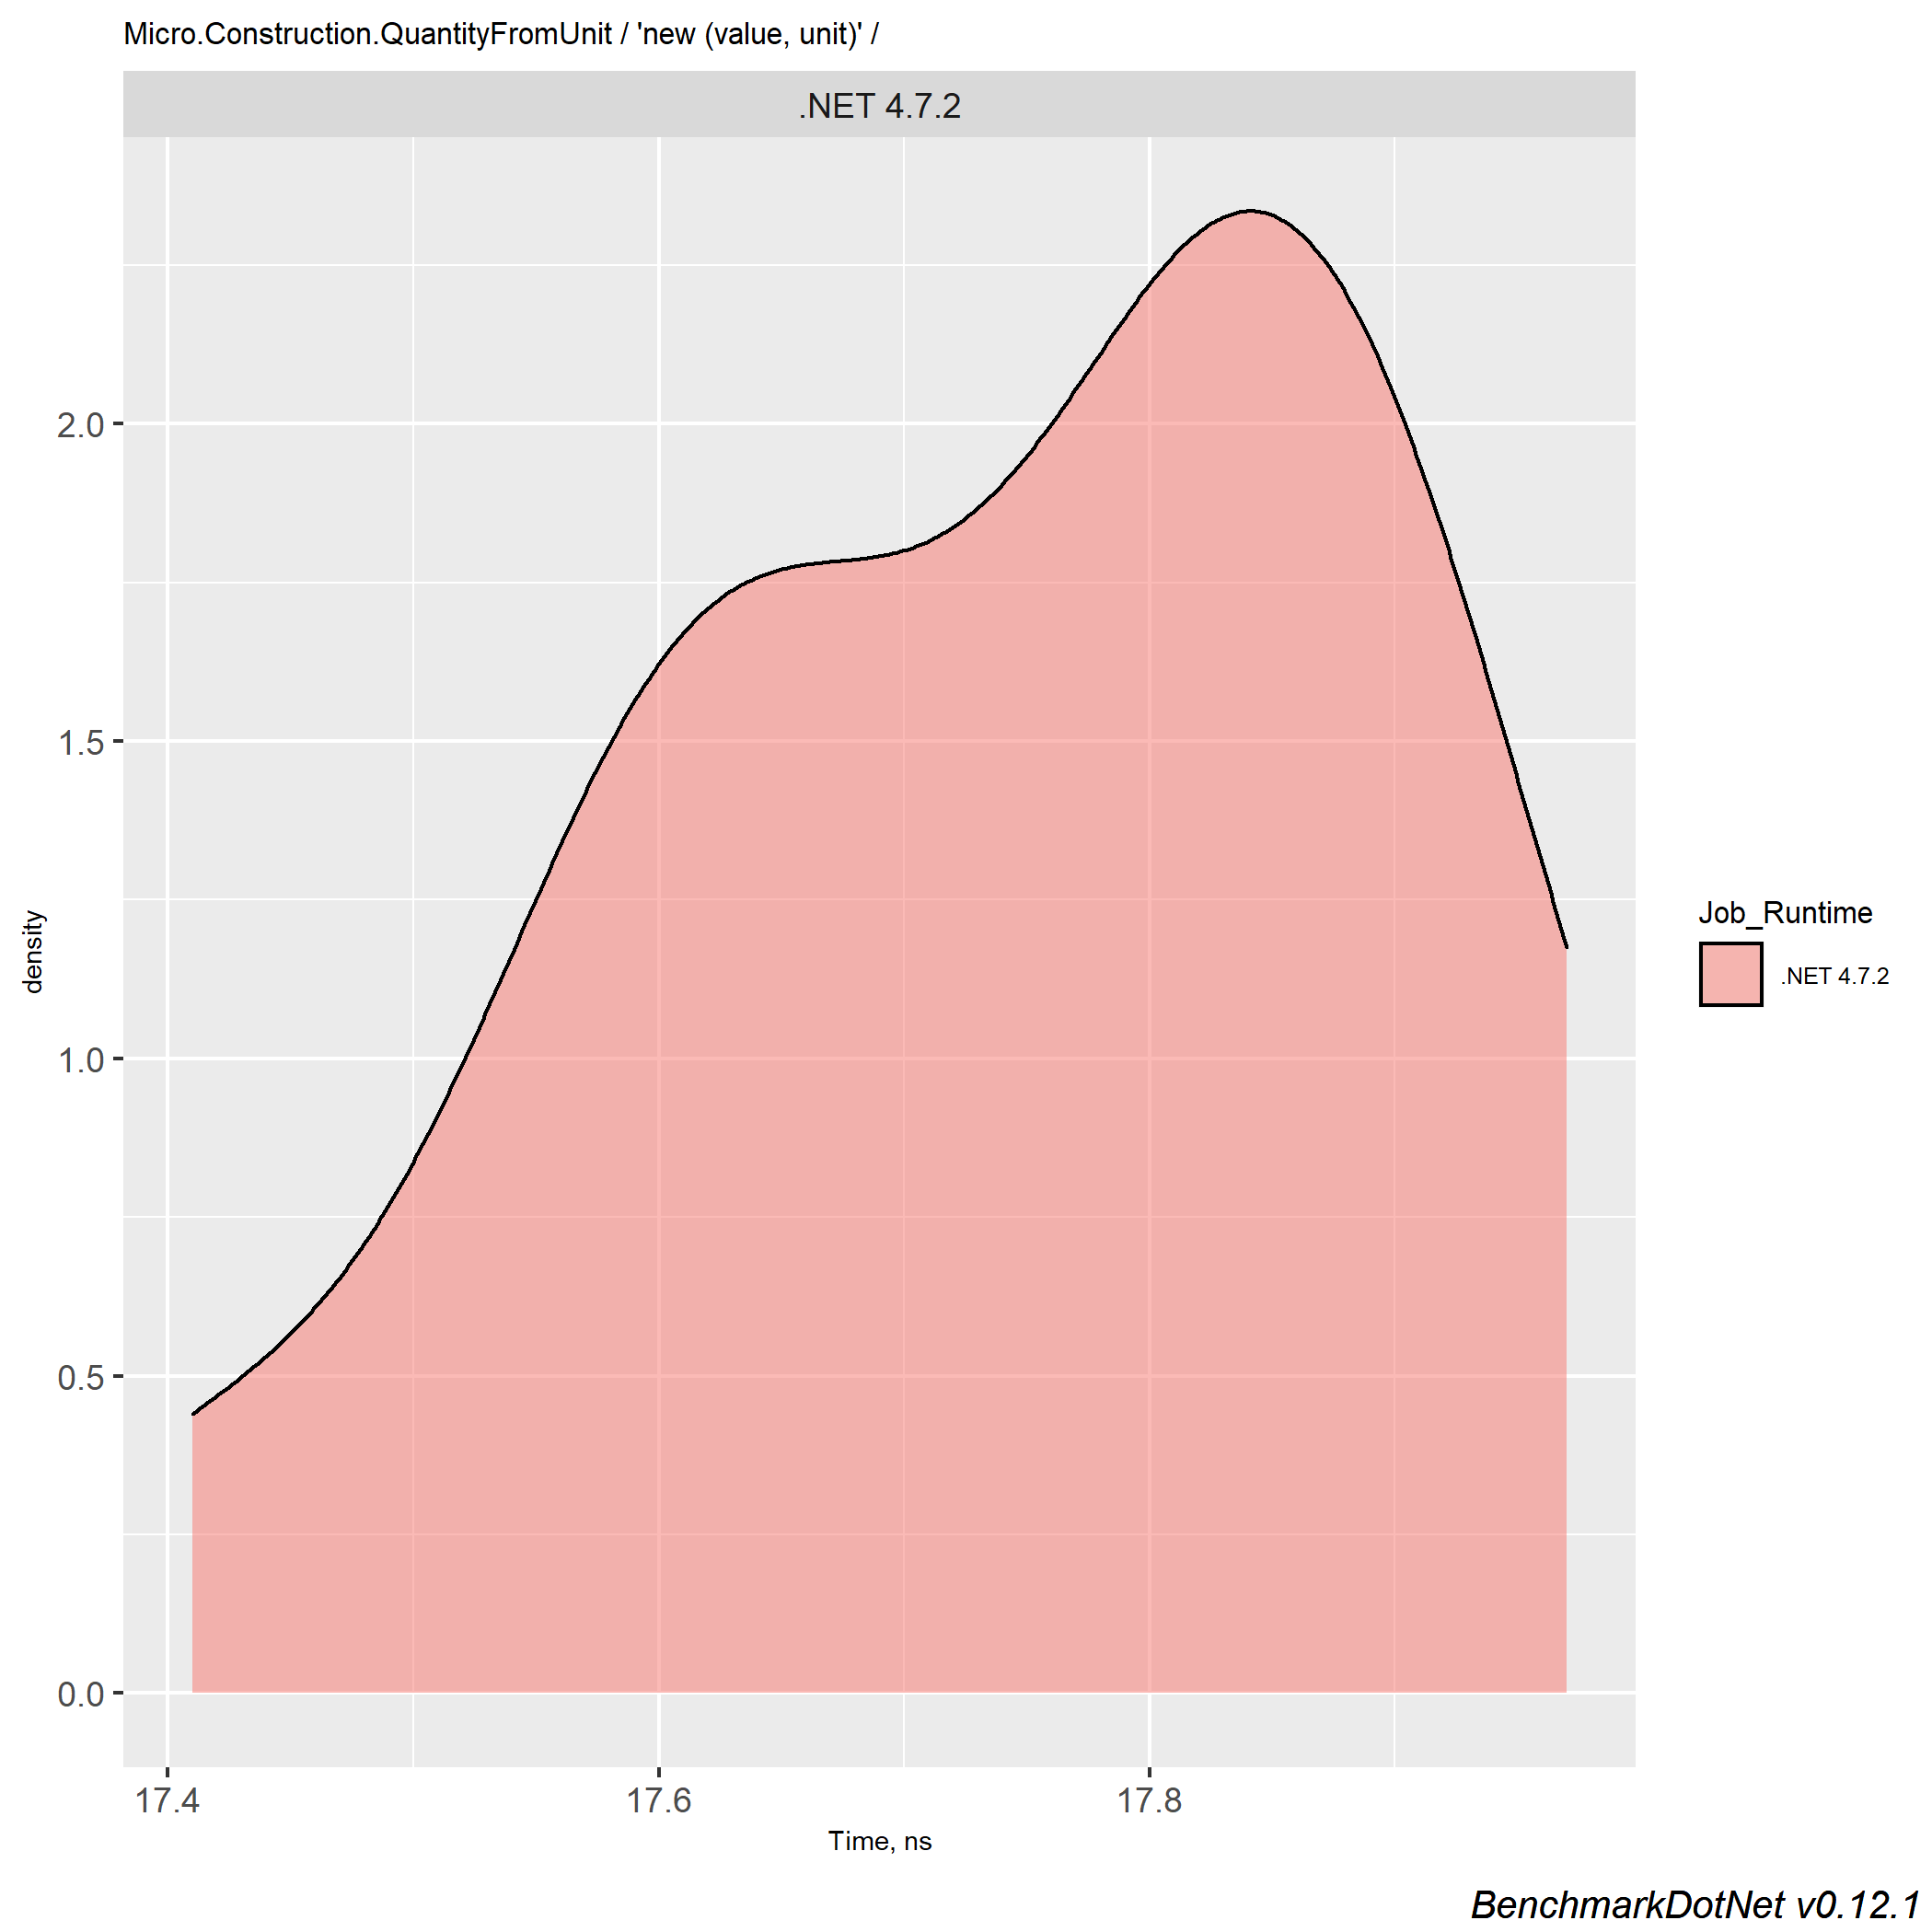 Micro.Construction.QuantityFromUnit / 'new (value, unit)' /
.NET 4.7.2
2.0
1.5
1.0
0.5
0.0
density
17.4 17.6 17.8
Time, ns
Job_Runtime
.NET 4.7.2
BenchmarkDotNet v0.12.1